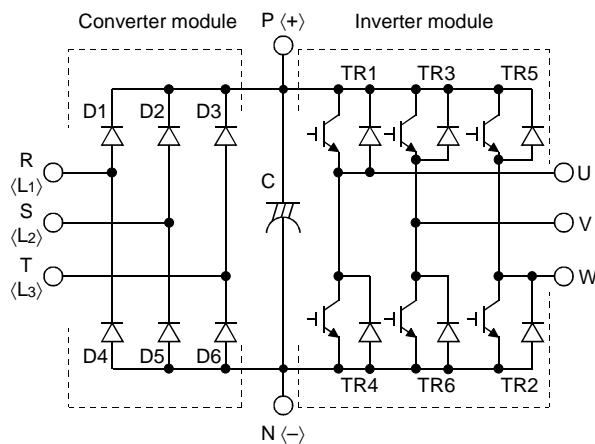 Converter module
P ⟨+⟩
Inverter module
TR1
TR3
TR5
D1
D2
D3
R
⟨L1⟩
C
U
S
⟨L2⟩
V
T
⟨L3⟩
W
D4
D5
D6
TR4
TR6
TR2
N ⟨−⟩